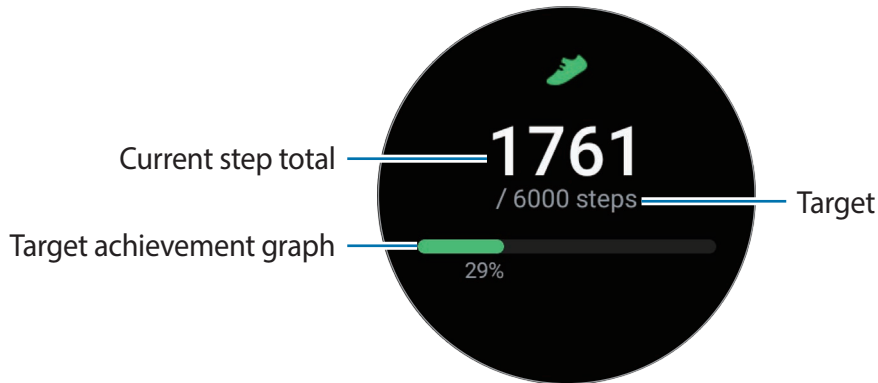 1761
Current step total
/ 6000 steps
Target
Target achievement graph
29%